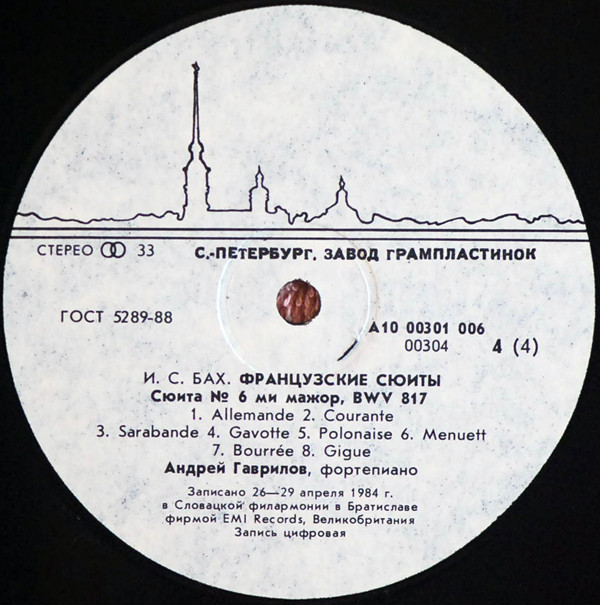 СТЕРЕО 33 С.-ПЕТЕРБУРГ. ЗАВОД ГРАМПЛАСТИНОК
ГОСТ 5289-88
А10 00301 006
00304 4 (4)
И. С. БАХ. ФРАНЦУЗСКИЕ СЮИТЫ
Сюита № 6 ми мажор, BWV 817
1. Allemande 2. Courante
3. Sarabande 4. Gavotte 5. Polonaise 6. Menuett
7. Bourrée 8. Gigue
Андрей Гаврилов, фортепиано
Записано 26—29 апреля 1984 г.
в Словацкой филармонии в Братиславе
фирмой EMI Records, Великобритания
Запись цифровая